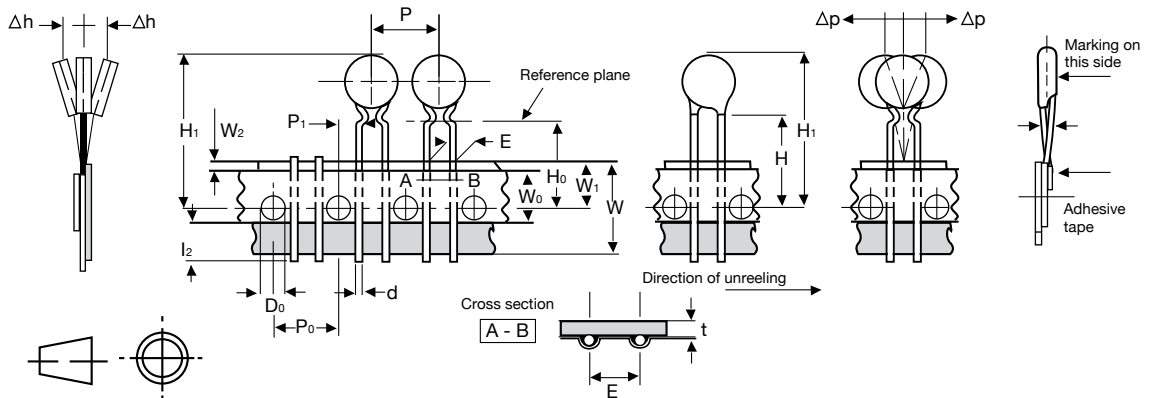 Δh
Δh
P
Δp
Δp
Marking on
this side
Reference plane
H1
W2
P1
E
H0
A
B
W0
W1
W
H
H1
Adhesive
tape
I2
D0
P0
d
Direction of unreeling
Cross section
A - B
t
E